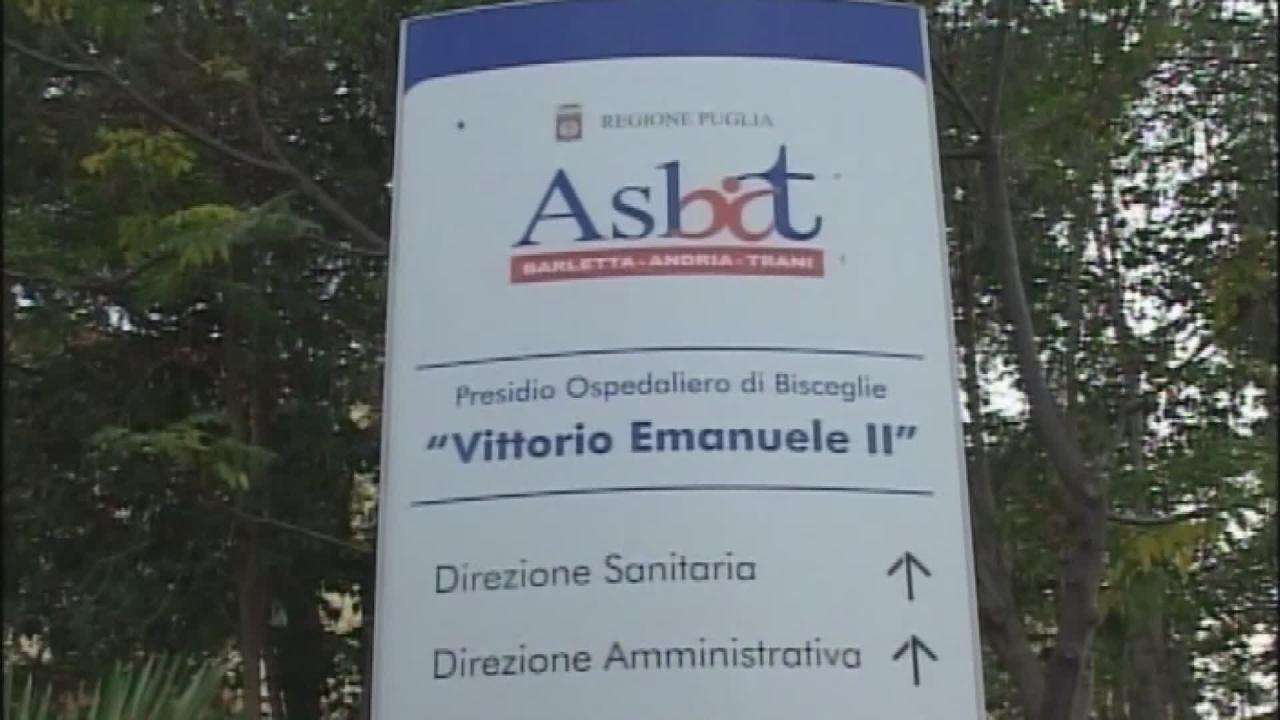 REGIONE PUGLIA
Asbat
BARLETTA - ANDRIA - TRANI
Presidio Ospedaliero di Bisceglie
“Vittorio Emanuele II”
Direzione Sanitaria ↑
Direzione Amministrativa ↑